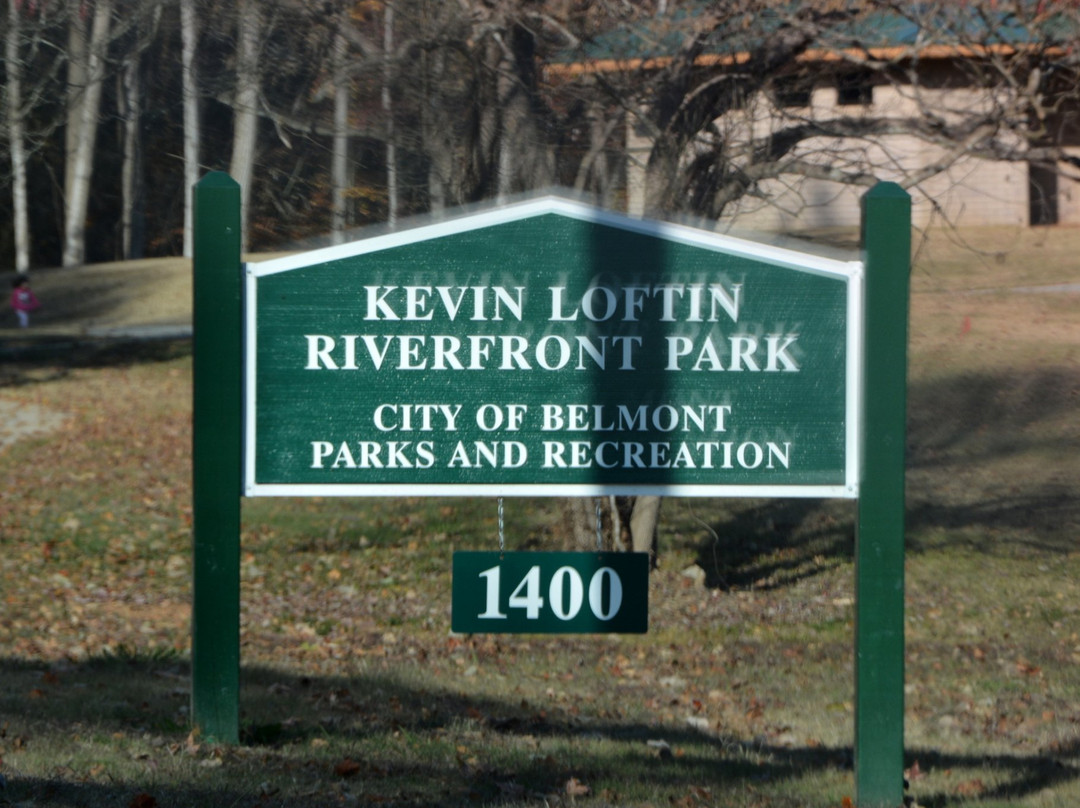 KEVIN LOFTIN
RIVERFRONT PARK
CITY OF BELMONT
PARKS AND RECREATION
1400